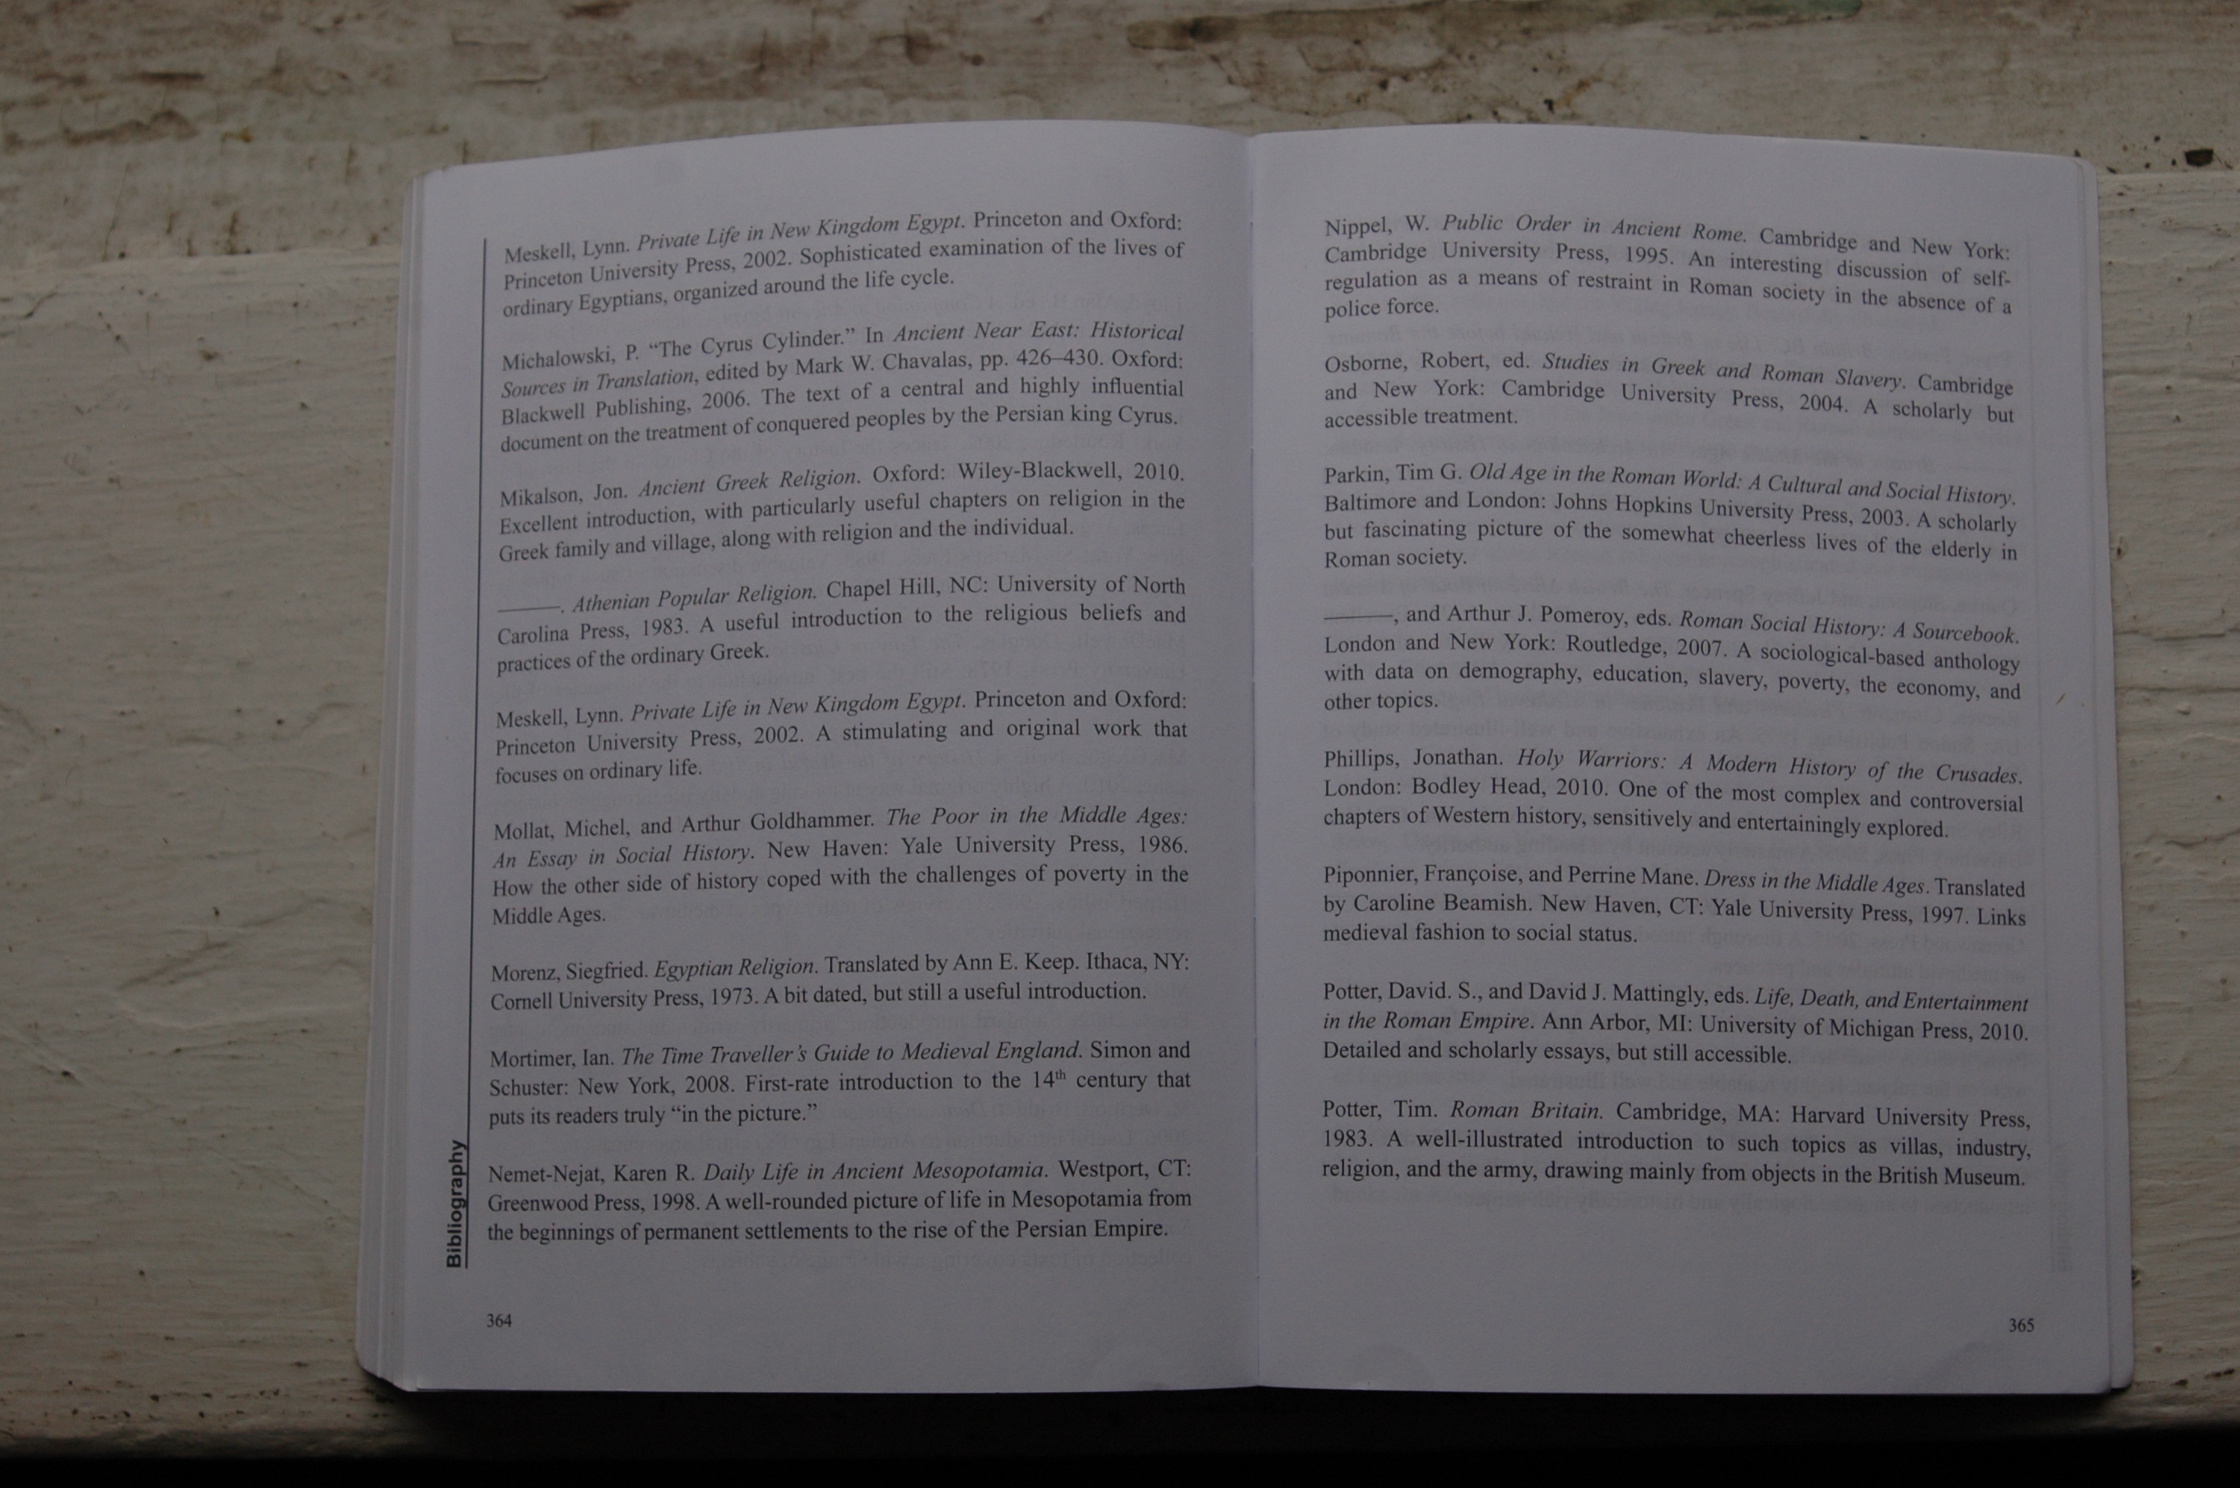 Meskell, Lynn. Private Life in New Kingdom Egypt. Princeton and Oxford:
Princeton University Press, 2002. Sophisticated examination of the lives of
ordinary Egyptians, organized around the life cycle.
Michalowski, P. “The Cyrus Cylinder.” In Ancient Near East: Historical
Sources in Translation, edited by Mark W. Chavalas, pp. 426–430. Oxford:
Blackwell Publishing, 2006. The text of a central and highly influential
document on the treatment of conquered peoples by the Persian king Cyrus.
Mikalson, Jon. Ancient Greek Religion. Oxford: Wiley-Blackwell, 2010.
Excellent introduction, with particularly useful chapters on religion in the
Greek family and village, along with religion and the individual.
______. Athenian Popular Religion. Chapel Hill, NC: University of North
Carolina Press, 1983. A useful introduction to the religious beliefs and
practices of the ordinary Greek.
Meskell, Lynn. Private Life in New Kingdom Egypt. Princeton and Oxford:
Princeton University Press, 2002. A stimulating and original work that
focuses on ordinary life.
Mollat, Michel, and Arthur Goldhammer. The Poor in the Middle Ages:
An Essay in Social History. New Haven: Yale University Press, 1986.
How the other side of history coped with the challenges of poverty in the
Middle Ages.
Morenz, Siegfried. Egyptian Religion. Translated by Ann E. Keep. Ithaca, NY:
Cornell University Press, 1973. A bit dated, but still a useful introduction.
Mortimer, Ian. The Time Traveller’s Guide to Medieval England. Simon and
Schuster: New York, 2008. First-rate introduction to the 14th century that
puts its readers truly “in the picture.”
Nemet-Nejat, Karen R. Daily Life in Ancient Mesopotamia. Westport, CT:
Greenwood Press, 1998. A well-rounded picture of life in Mesopotamia from
the beginnings of permanent settlements to the rise of the Persian Empire.
Bibliography
364
Nippel, W. Public Order in Ancient Rome. Cambridge and New York:
Cambridge University Press, 1995. An interesting discussion of self-
regulation as a means of restraint in Roman society in the absence of a
police force.
Osborne, Robert, ed. Studies in Greek and Roman Slavery. Cambridge
and New York: Cambridge University Press, 2004. A scholarly but
accessible treatment.
Parkin, Tim G. Old Age in the Roman World: A Cultural and Social History.
Baltimore and London: Johns Hopkins University Press, 2003. A scholarly
but fascinating picture of the somewhat cheerless lives of the elderly in
Roman society.
______, and Arthur J. Pomeroy, eds. Roman Social History: A Sourcebook.
London and New York: Routledge, 2007. A sociological-based anthology
with data on demography, education, slavery, poverty, the economy, and
other topics.
Phillips, Jonathan. Holy Warriors: A Modern History of the Crusades.
London: Bodley Head, 2010. One of the most complex and controversial
chapters of Western history, sensitively and entertainingly explored.
Piponnier, Françoise, and Perrine Mane. Dress in the Middle Ages. Translated
by Caroline Beamish. New Haven, CT: Yale University Press, 1997. Links
medieval fashion to social status.
Potter, David. S., and David J. Mattingly, eds. Life, Death, and Entertainment
in the Roman Empire. Ann Arbor, MI: University of Michigan Press, 2010.
Detailed and scholarly essays, but still accessible.
Potter, Tim. Roman Britain. Cambridge, MA: Harvard University Press,
1983. A well-illustrated introduction to such topics as villas, industry,
religion, and the army, drawing mainly from objects in the British Museum.
365